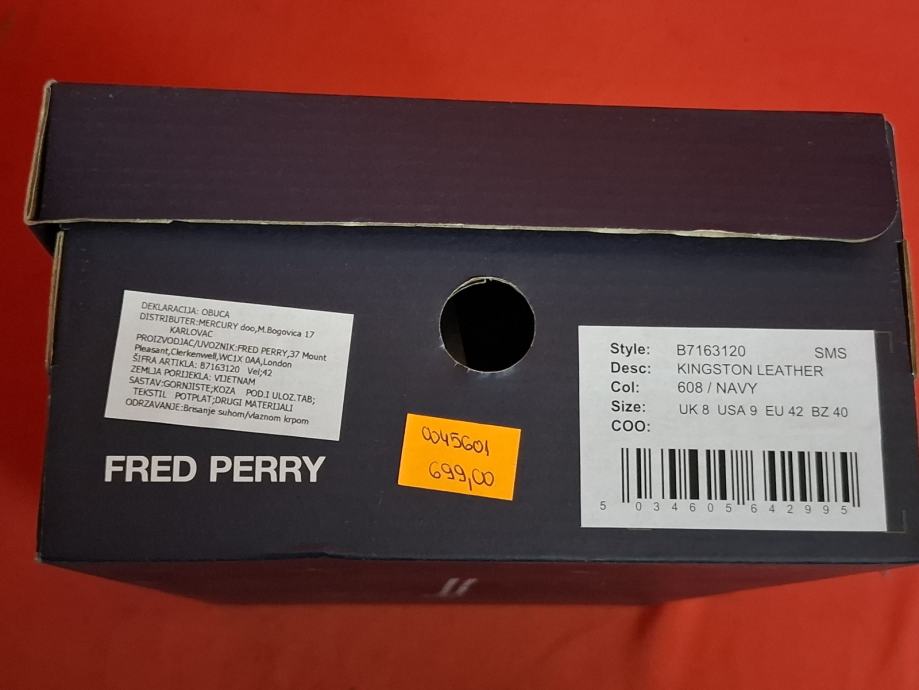 DEKLARACIJA: OBUCA
DISTRIBUTER:MERCURY doo,M.Bogovica 17
KARLOVAC
PROIZVODJAC/UVOZNIK:FRED PERRY,37 Mount
Pleasant,Clerkenwell,WC1X 0AA,London
ŠIFRA ARTIKLA: B7163120 Vel;42
ZEMLJA PORIJEKLA: VIJETNAM
SASTAV:GORNJISTE;KOZA POD.I ULOZ.TAB;
TEKSTIL POTPLAT;DRUGI MATERIJALI
ODRZAVANJE:Brisanje suhom/vlaznom krpom
FRED PERRY
0045601
699,00
Style: B7163120 SMS
Desc: KINGSTON LEATHER
Col: 608 / NAVY
Size: UK 8 USA 9 EU 42 BZ 40
COO:
5 034605 642995